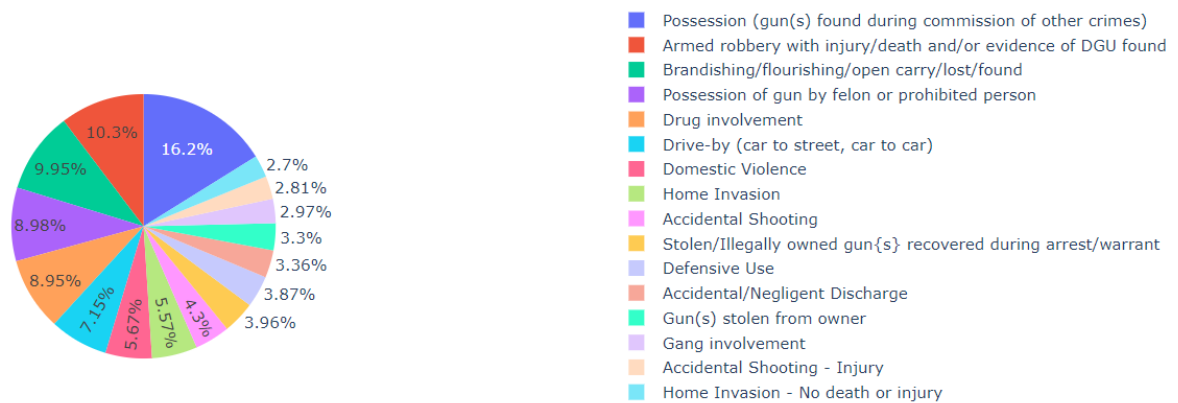 Possession (gun(s) found during commission of other crimes)
Armed robbery with injury/death and/or evidence of DGU found
Brandishing/flourishing/open carry/lost/found
Possession of gun by felon or prohibited person
Drug involvement
Drive-by (car to street, car to car)
Domestic Violence
Home Invasion
Accidental Shooting
Stolen/Illegally owned gun{s} recovered during arrest/warrant
Defensive Use
Accidental/Negligent Discharge
Gun(s) stolen from owner
Gang involvement
Accidental Shooting - Injury
Home Invasion - No death or injury
16.2%
2.7%
2.81%
2.97%
3.3%
3.36%
3.87%
3.96%
4.3%
5.57%
5.67%
7.15%
8.95%
8.98%
9.95%
10.3%